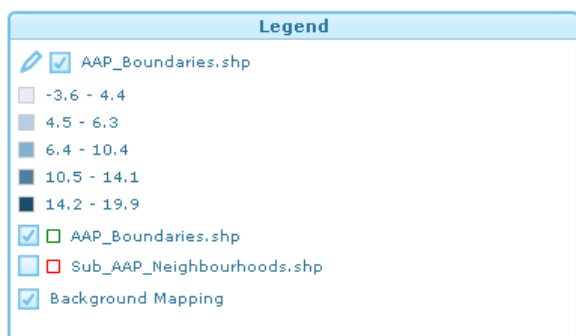 Legend
AAP_Boundaries.shp
-3.6 - 4.4
4.5 - 6.3
6.4 - 10.4
10.5 - 14.1
14.2 - 19.9
AAP_Boundaries.shp
Sub_AAP_Neighbourhoods.shp
Background Mapping